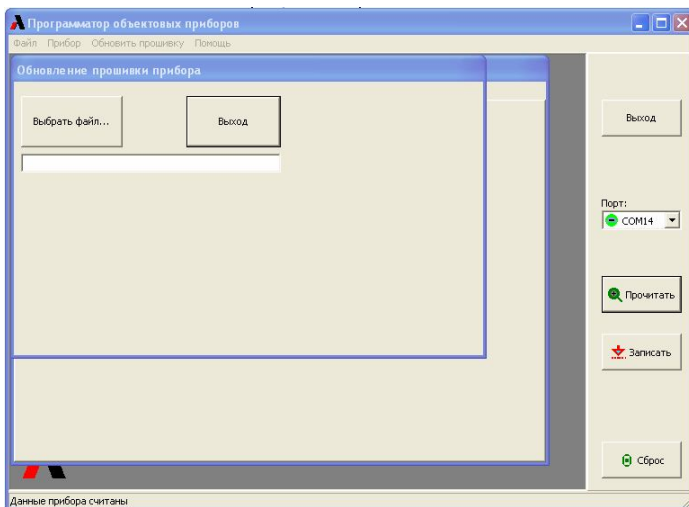 Программатор объектовых приборов
Файл Прибор Обновить прошивку Помощь
Обновление прошивки прибора
Выбрать файл...
Выход
Выход
Порт:
COM14
Прочитать
Записать
Сброс
Данные прибора считаны